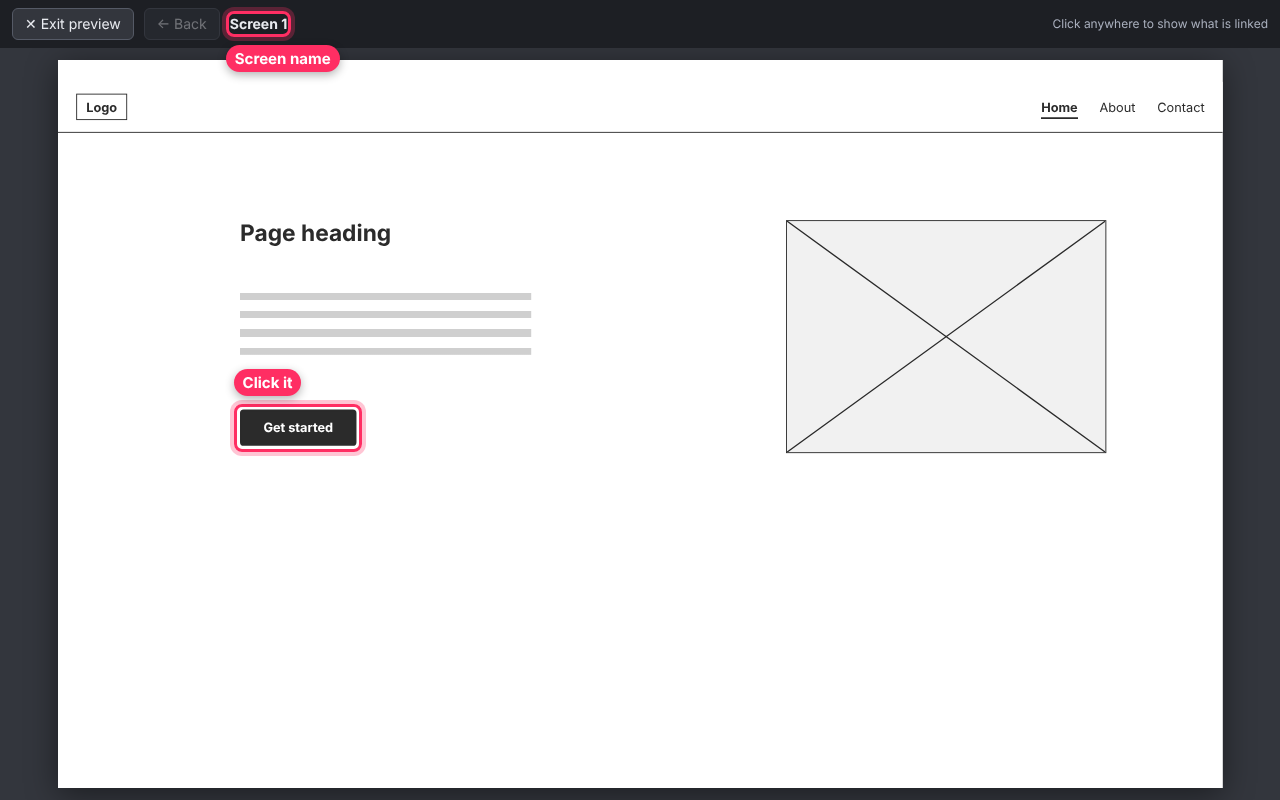 ✕ Exit preview
← Back
Screen 1
Click anywhere to show what is linked
Screen name
Logo
Home
About
Contact
Page heading
Click it
Get started